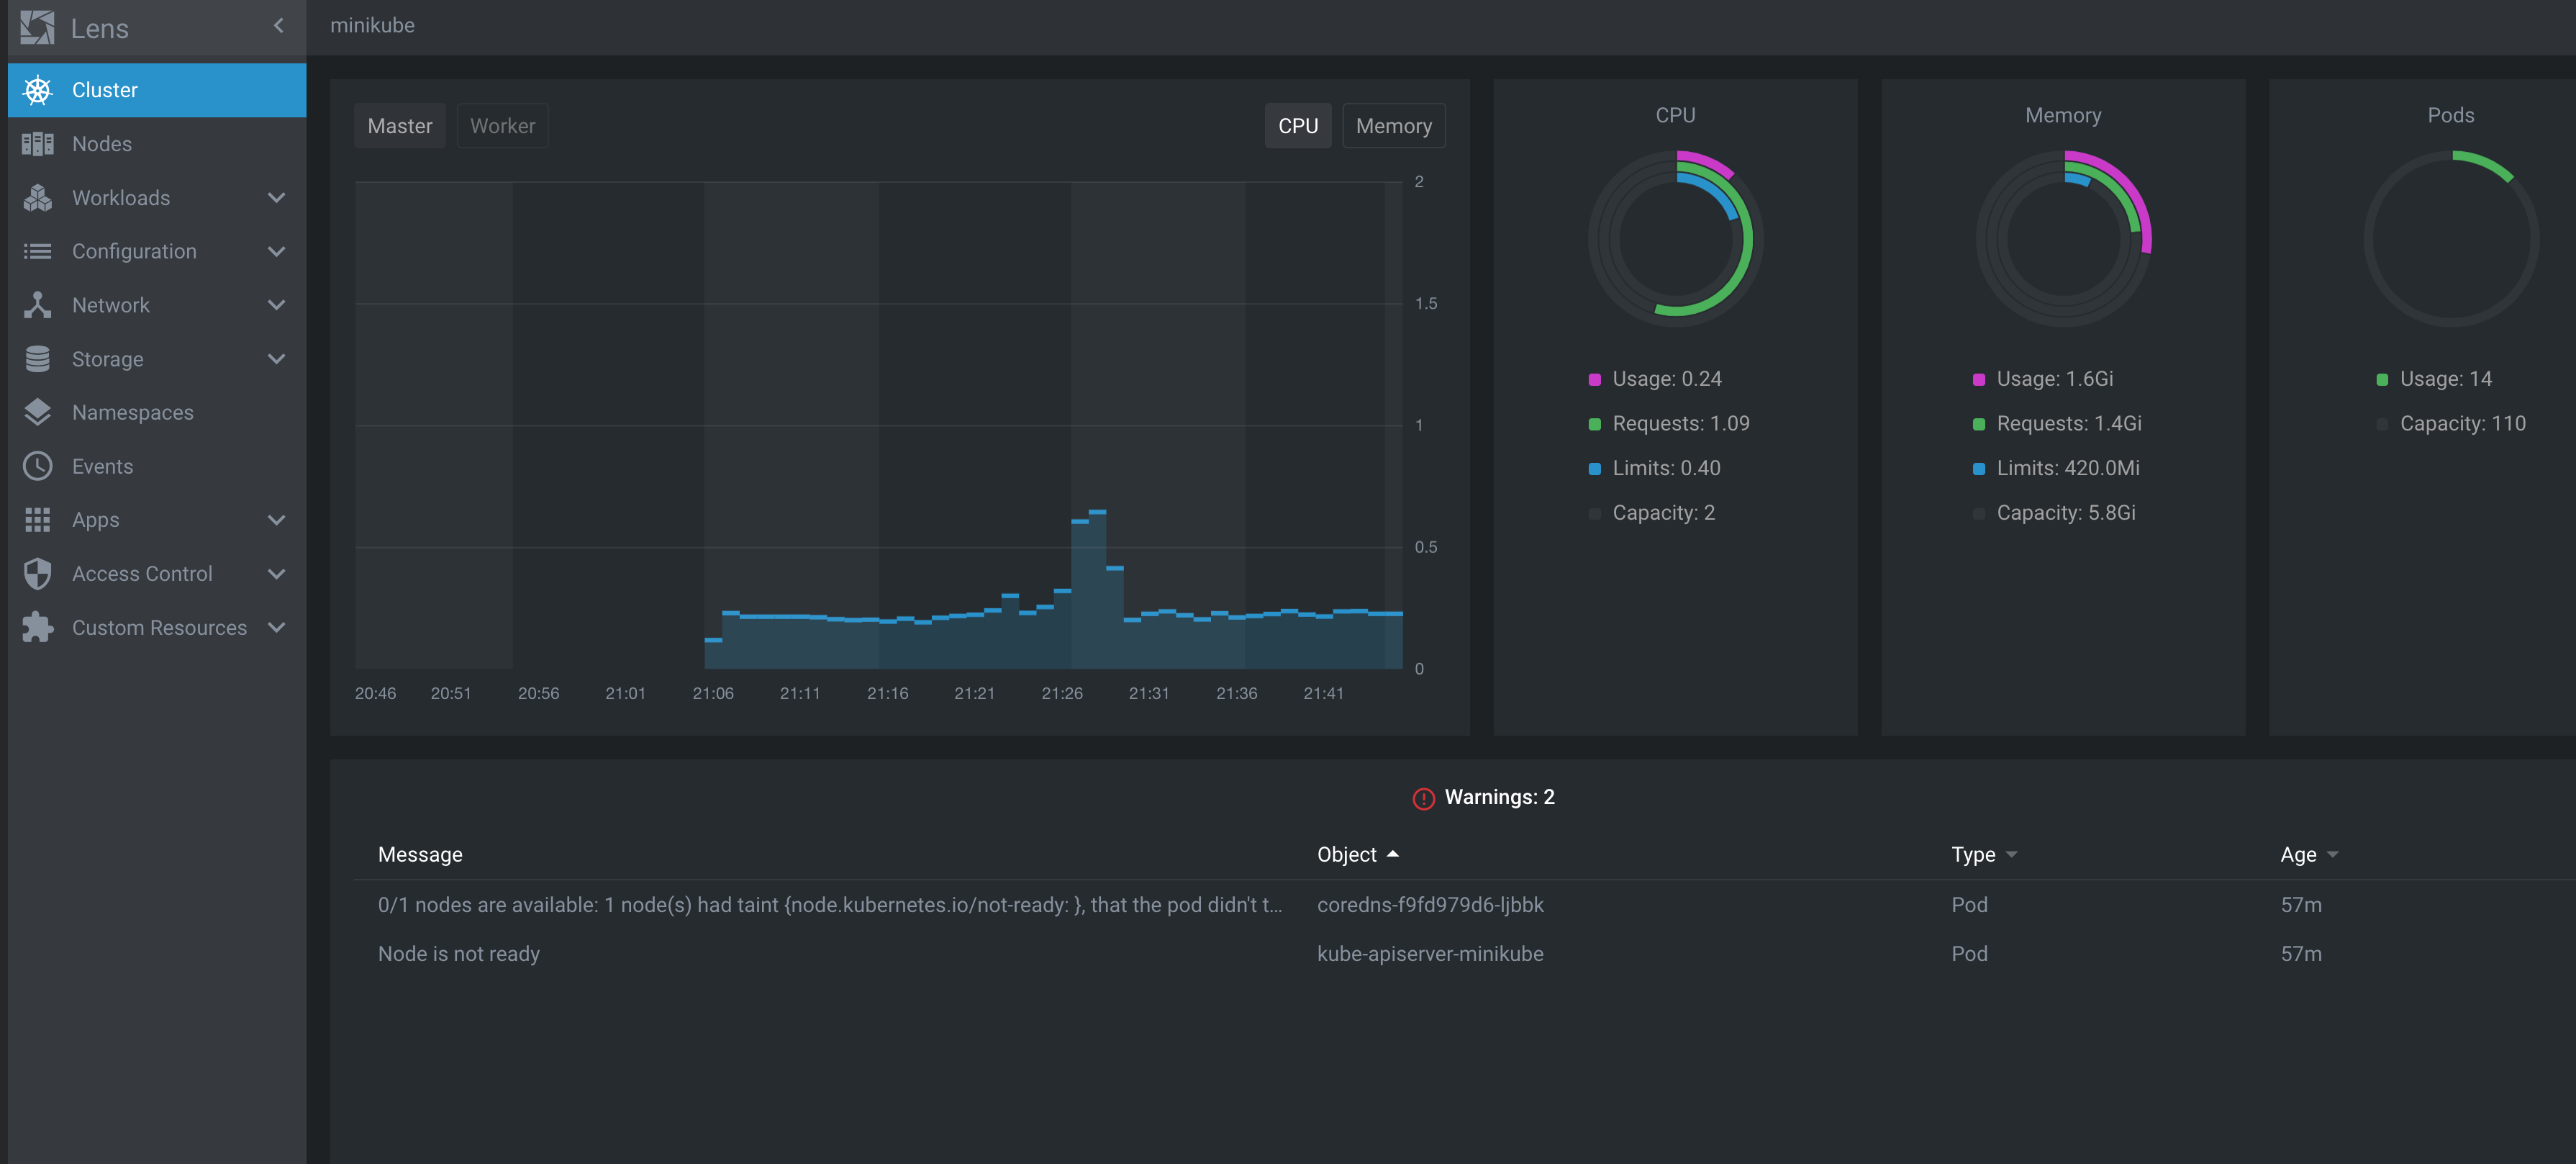 Lens
minikube
Cluster
Nodes
Workloads
Configuration
Network
Storage
Namespaces
Events
Apps
Access Control
Custom Resources
Master Worker CPU Memory
2
1.5
1
0.5
0
20:46 20:51 20:56 21:01 21:06 21:11 21:16 21:21 21:26 21:31 21:36 21:41
CPU
Usage: 0.24
Requests: 1.09
Limits: 0.40
Capacity: 2
Memory
Usage: 1.6Gi
Requests: 1.4Gi
Limits: 420.0Mi
Capacity: 5.8Gi
Pods
Usage: 14
Capacity: 110
Warnings: 2
Message Object Type Age
0/1 nodes are available: 1 node(s) had taint {node.kubernetes.io/not-ready: }, that the pod didn't t... coredns-f9fd979d6-ljbbk Pod 57m
Node is not ready kube-apiserver-minikube Pod 57m